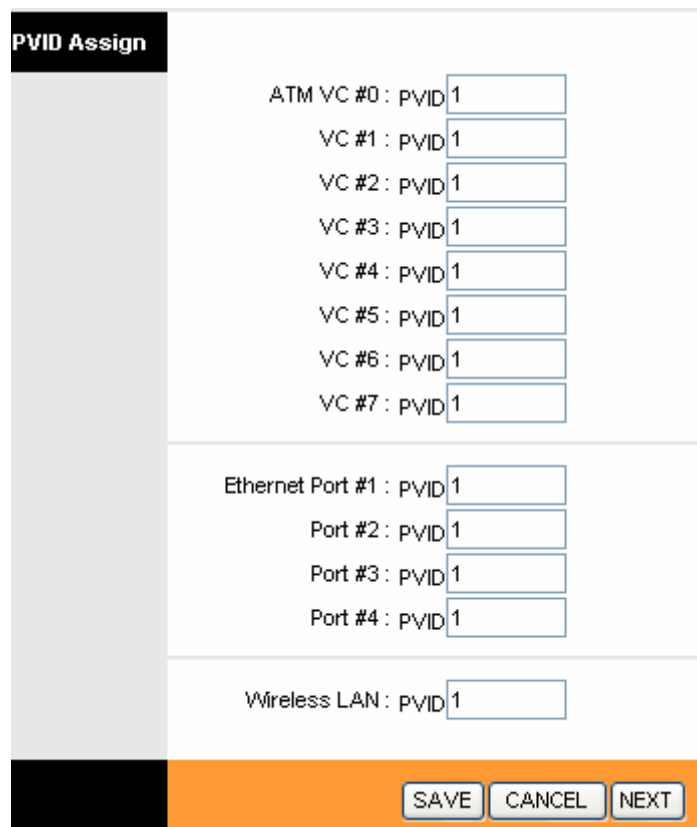 PVID Assign
ATM VC #0 : PVID 1
VC #1 : PVID 1
VC #2 : PVID 1
VC #3 : PVID 1
VC #4 : PVID 1
VC #5 : PVID 1
VC #6 : PVID 1
VC #7 : PVID 1
Ethernet Port #1 : PVID 1
Port #2 : PVID 1
Port #3 : PVID 1
Port #4 : PVID 1
Wireless LAN : PVID 1
SAVE CANCEL NEXT